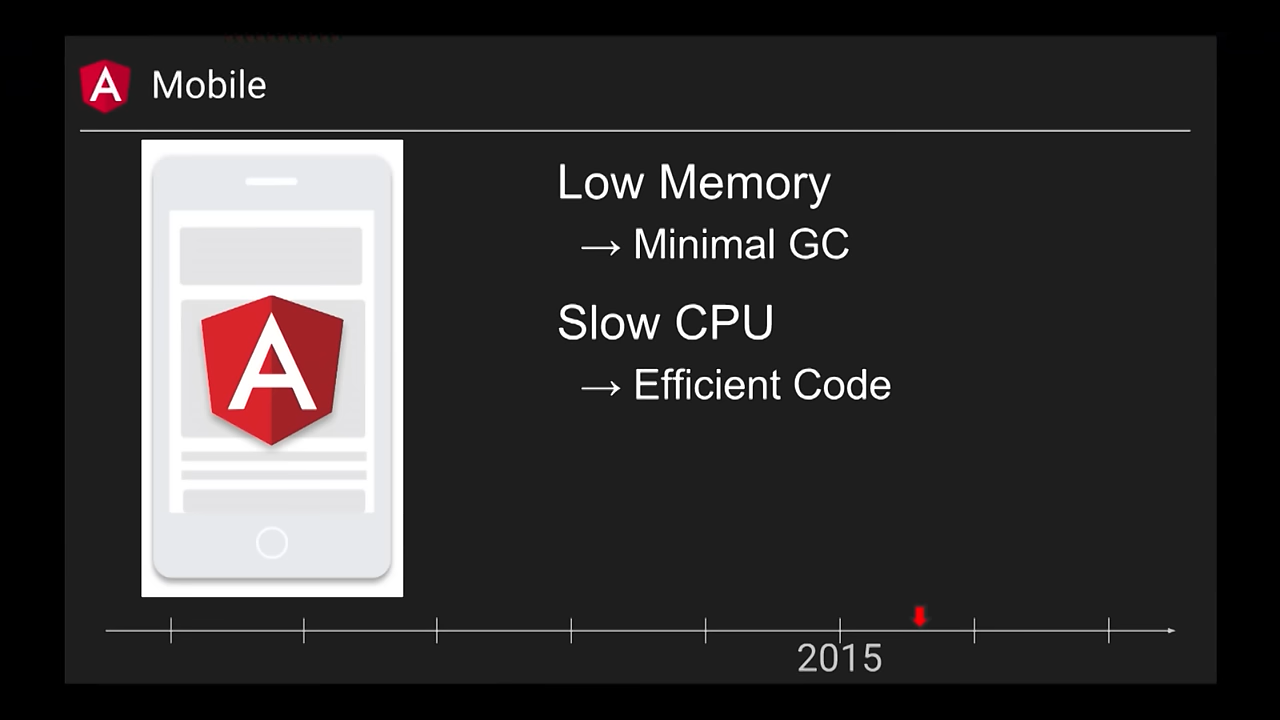 Mobile
Low Memory
→ Minimal GC
Slow CPU
→ Efficient Code
2015